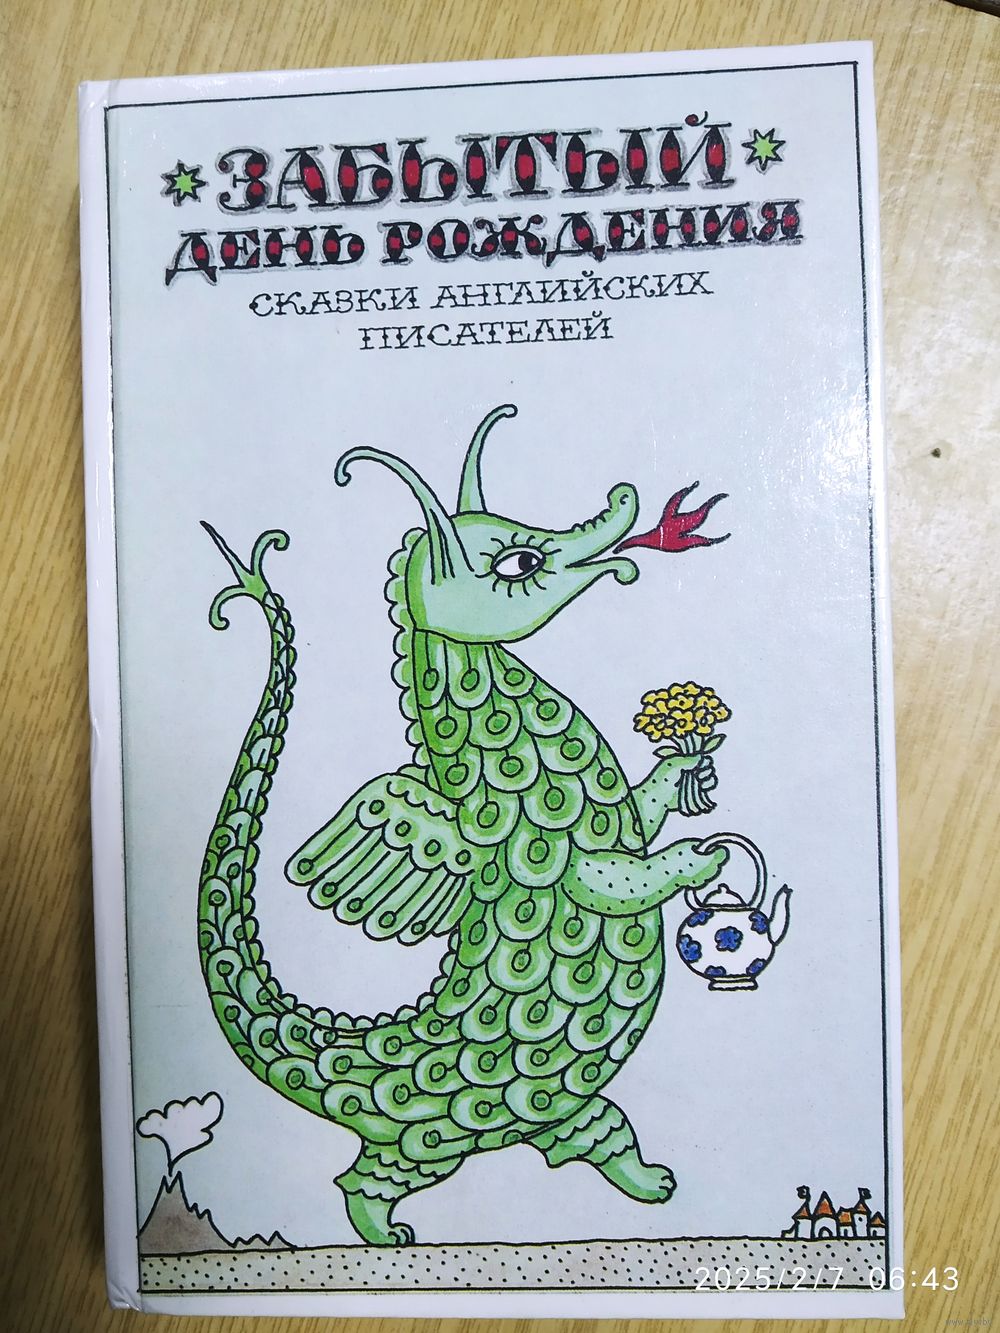 ЗАБЫТЫЙ
ДЕНЬ РОЖДЕНИЯ
СКАЗКИ АНГЛИЙСКИХ
ПИСАТЕЛЕЙ
2025/2/7 06:43